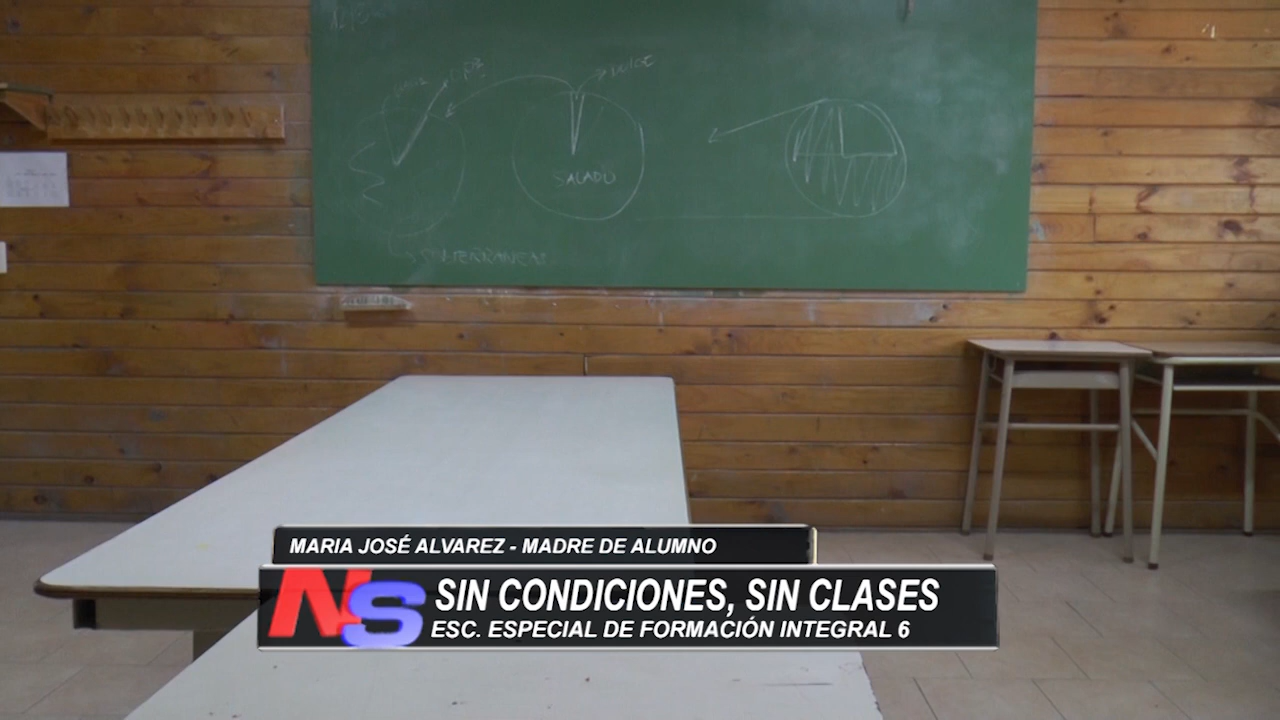 DULCE
SALADO
MARIA JOSÉ ALVAREZ - MADRE DE ALUMNO
NS
SIN CONDICIONES, SIN CLASES
ESC. ESPECIAL DE FORMACIÓN INTEGRAL 6